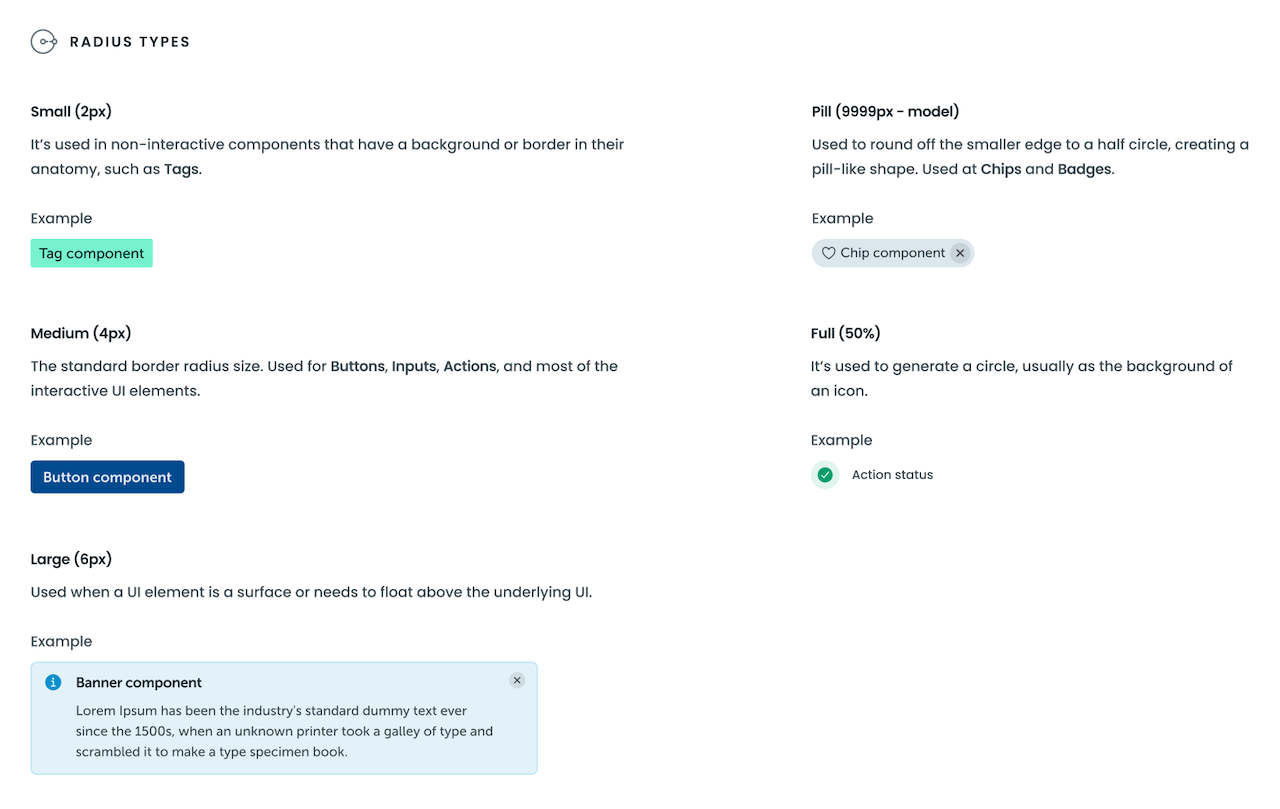 RADIUS TYPES
Small (2px)
It’s used in non-interactive components that have a background or border in their
anatomy, such as Tags.
Example
Tag component
Medium (4px)
The standard border radius size. Used for Buttons, Inputs, Actions, and most of the
interactive UI elements.
Example
Button component
Large (6px)
Used when a UI element is a surface or needs to float above the underlying UI.
Example
Banner component
Lorem Ipsum has been the industry's standard dummy text ever
since the 1500s, when an unknown printer took a galley of type and
scrambled it to make a type specimen book.
Pill (9999px - model)
Used to round off the smaller edge to a half circle, creating a
pill-like shape. Used at Chips and Badges.
Example
Chip component
Full (50%)
It’s used to generate a circle, usually as the background of
an icon.
Example
Action status